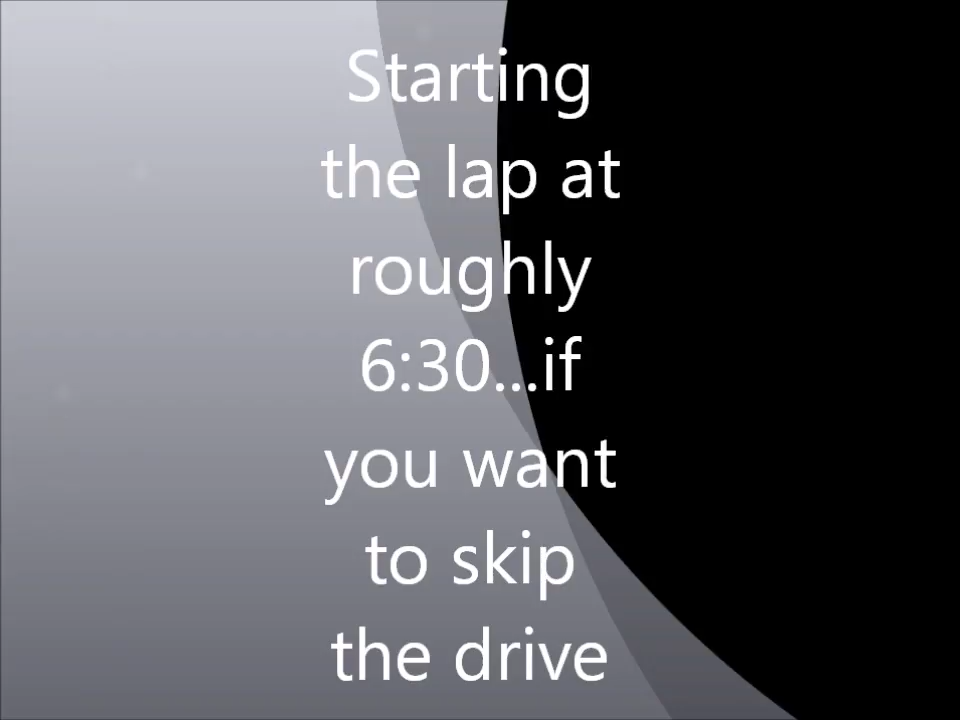 Starting
the lap at
roughly
6:30...if
you want
to skip
the drive